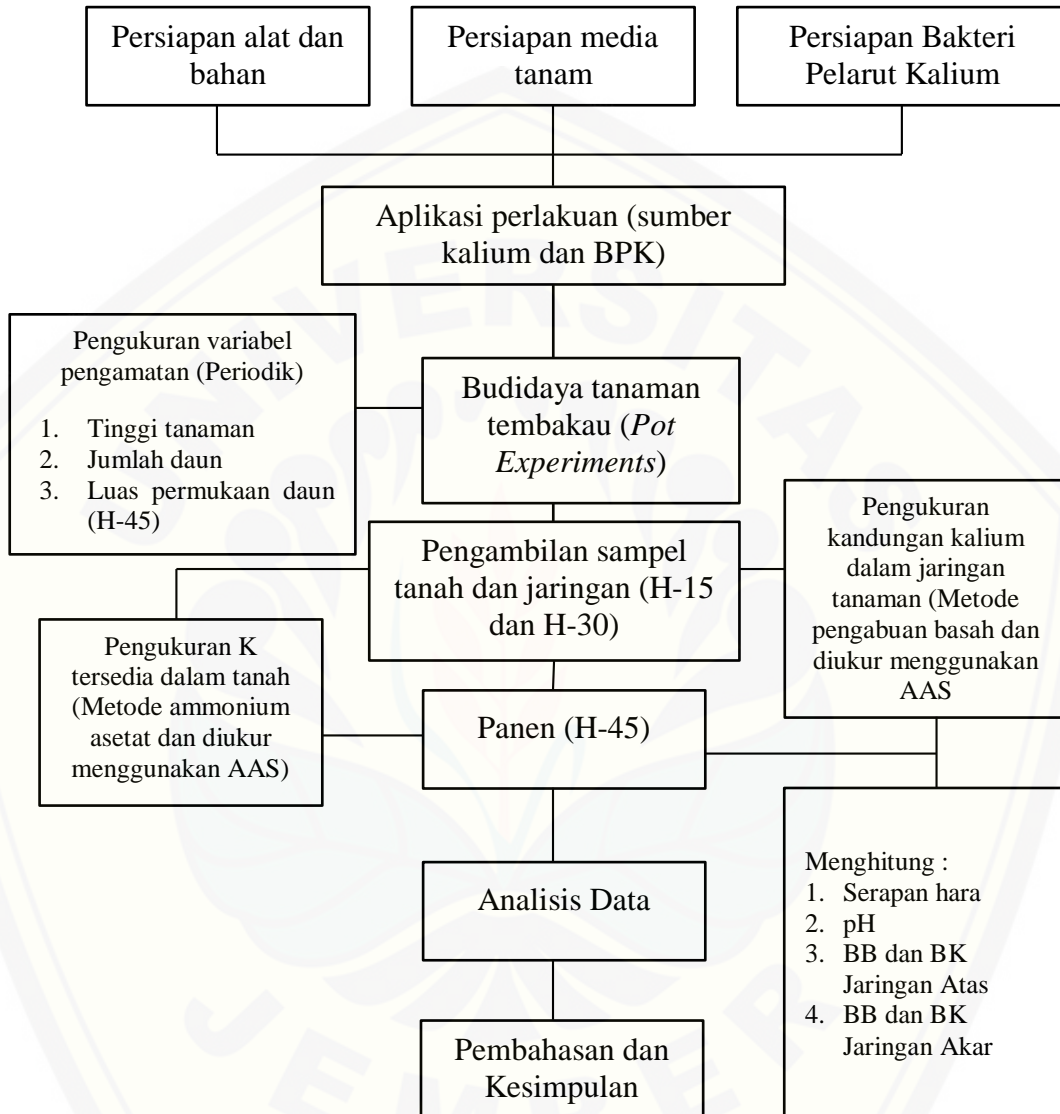 Persiapan alat dan
bahan
Persiapan media
tanam
Persiapan Bakteri
Pelarut Kalium
Aplikasi perlakuan (sumber
kalium dan BPK)
Pengukuran variabel
pengamatan (Periodik)
1. Tinggi tanaman
2. Jumlah daun
3. Luas permukaan daun
(H-45)
Budidaya tanaman
tembakau (Pot
Experiments)
Pengambilan sampel
tanah dan jaringan (H-15
dan H-30)
Pengukuran
kandungan kalium
dalam jaringan
tanaman (Metode
pengabuan basah dan
diukur menggunakan
AAS
Pengukuran K
tersedia dalam tanah
(Metode ammonium
asetat dan diukur
menggunakan AAS)
Panen (H-45)
Menghitung :
1. Serapan hara
2. pH
3. BB dan BK
Jaringan Atas
4. BB dan BK
Jaringan Akar
Analisis Data
Pembahasan dan
Kesimpulan
UNIVERSITAS
JEMBER